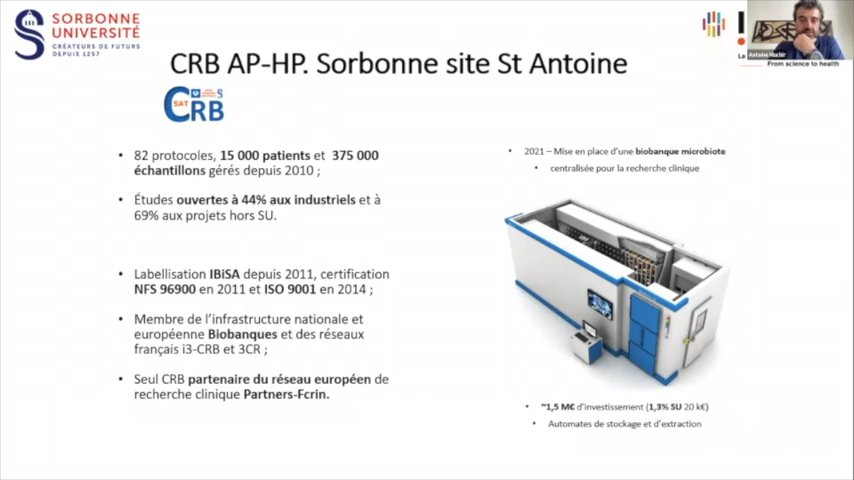 SORBONNE
UNIVERSITÉ
CRÉATEURS DE FUTURS
DEPUIS 1257
CRB AP-HP. Sorbonne site St Antoine
SAT
CRB
From science to health
• 82 protocoles, 15 000 patients et 375 000
échantillons gérés depuis 2010 ;
• Études ouvertes à 44% aux industriels et à
69% aux projets hors SU.
• Labellisation IBiSA depuis 2011, certification
NFS 96900 en 2011 et ISO 9001 en 2014 ;
• Membre de l'infrastructure nationale et
européenne Biobanques et des réseaux
français i3-CRB et 3CR ;
• Seul CRB partenaire du réseau européen de
recherche clinique Partners-Fcrin.
• 2021 – Mise en place d'une biobanque microbiote
• centralisée pour la recherche clinique
• ~1,5 M€ d'investissement (1,3% SU 20 k€)
• Automates de stockage et d'extraction